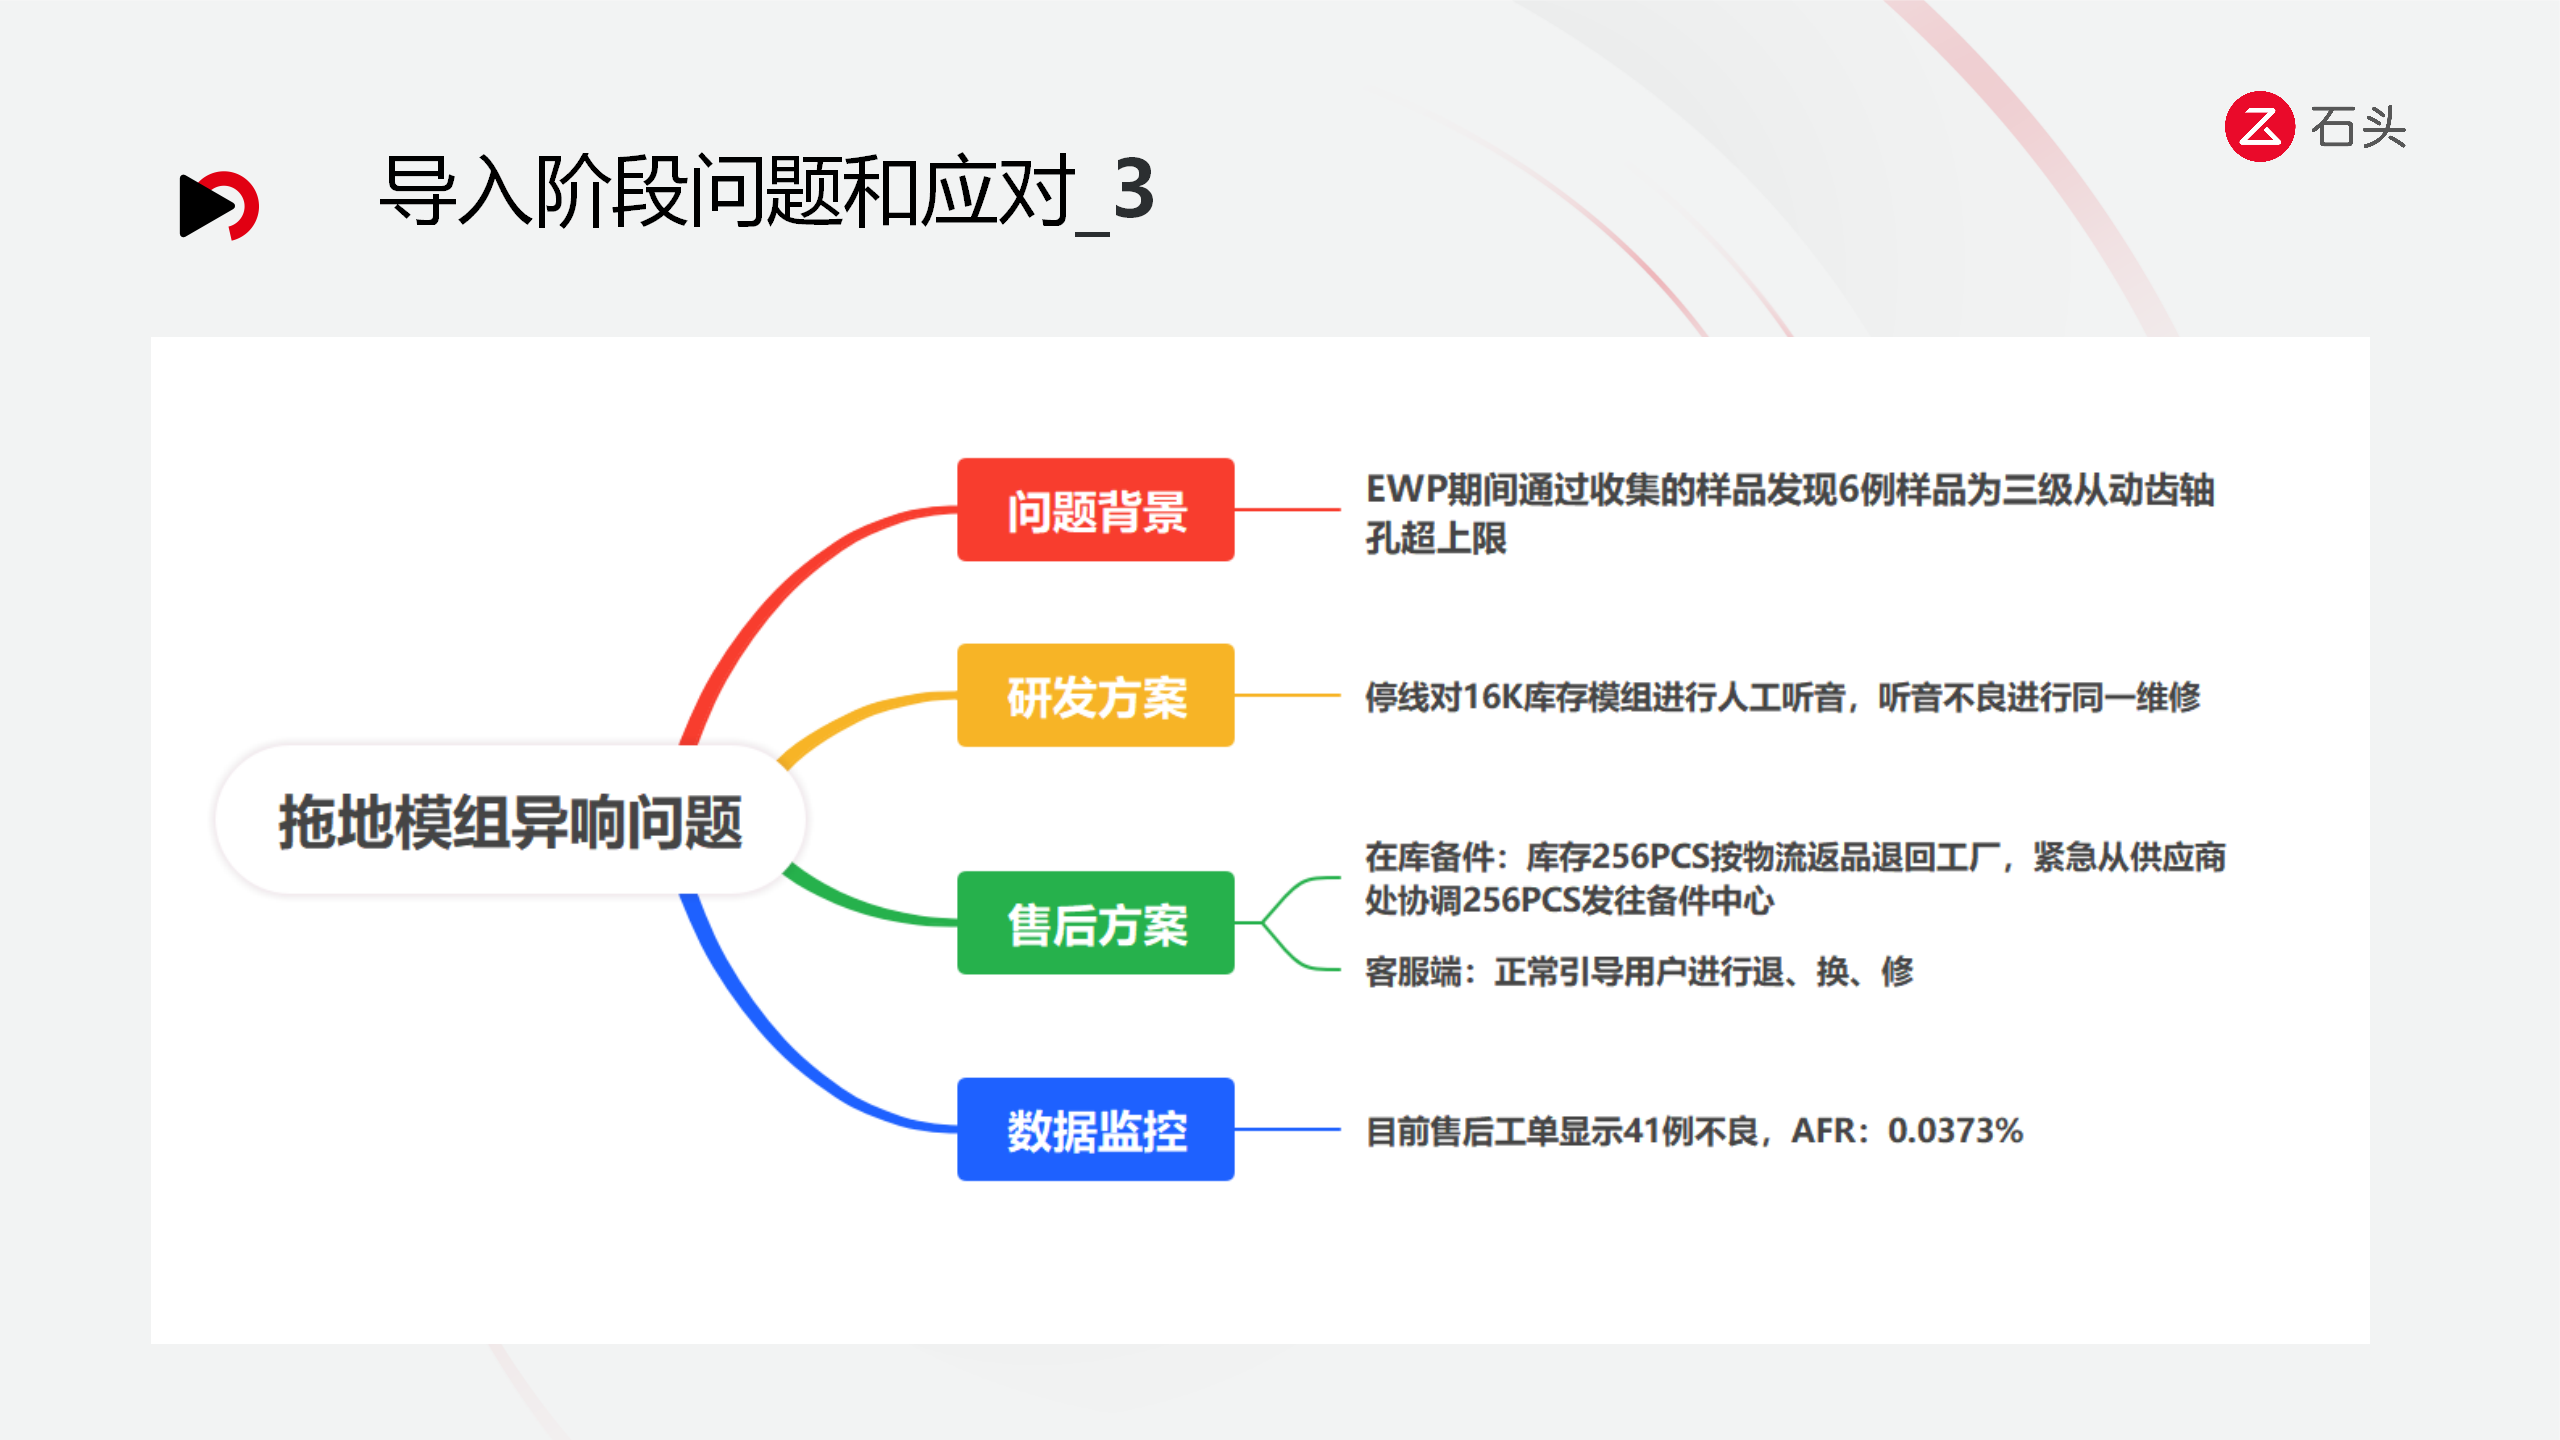 石头
导入阶段问题和应对_3
拖地模组异响问题
问题背景
EWP期间通过收集的样品发现6例样品为三级从动齿轴
孔超上限
研发方案
停线对16K库存模组进行人工听音，听音不良进行同一维修
售后方案
在库备件：库存256PCS按物流返品退回工厂，紧急从供应商
处协调256PCS发往备件中心
客服端：正常引导用户进行退、换、修
数据监控
目前售后工单显示41例不良，AFR：0.0373%